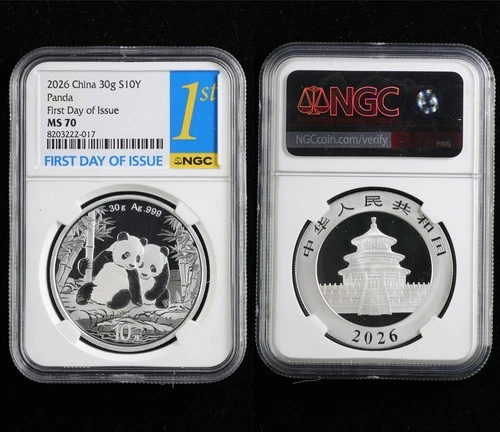 2026 China 30g S10Y
Panda
First Day of Issue
MS 70
8203222-017
FIRST DAY OF ISSUE
NGC
1st
30g Ag.999
10元
NGC
NGCcoin.com/verify
PNG
中华人民共和国
2026